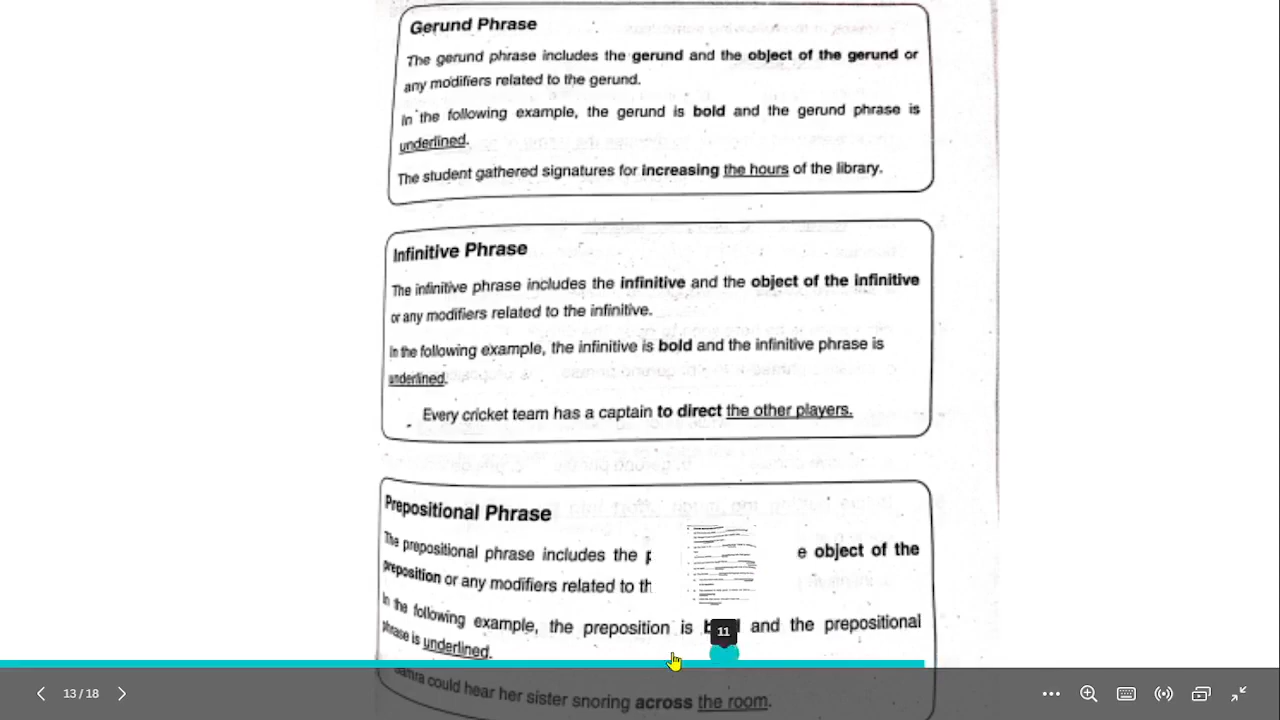 Gerund Phrase
The gerund phrase includes the gerund and the object of the gerund or
any modifiers related to the gerund.
In the following example, the gerund is bold and the gerund phrase is
underlined.
The student gathered signatures for increasing the hours of the library.
Infinitive Phrase
The infinitive phrase includes the infinitive and the object of the infinitive
or any modifiers related to the infinitive.
In the following example, the infinitive is bold and the infinitive phrase is
underlined.
Every cricket team has a captain to direct the other players.
Prepositional Phrase
The prepositional phrase includes the e object of the
preposition or any modifiers related to th
In the following example, the preposition is and the prepositional
phrase is underlined.
could hear her sister snoring across the room.
11
13 / 18